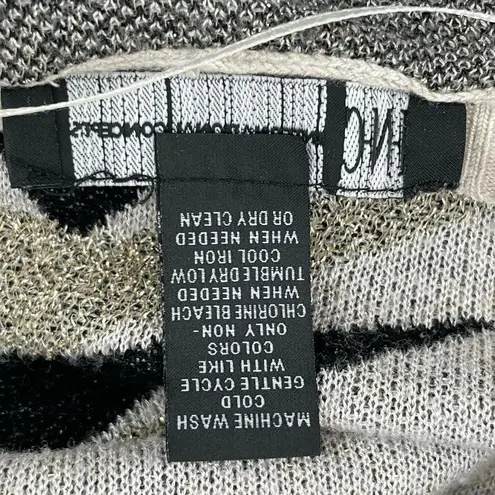 MACHINE WASH
COLD
GENTLE CYCLE
WITH LIKE
COLORS
ONLY NON-
CHLORINE BLEACH
WHEN NEEDED
TUMBLE DRY LOW
COOL IRON
WHEN NEEDED
OR DRY CLEAN